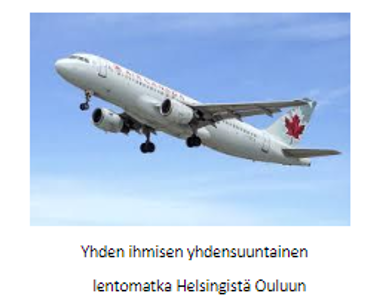 Yhden ihmisen yhdensuuntainen
lentomatka Helsingistä Ouluun